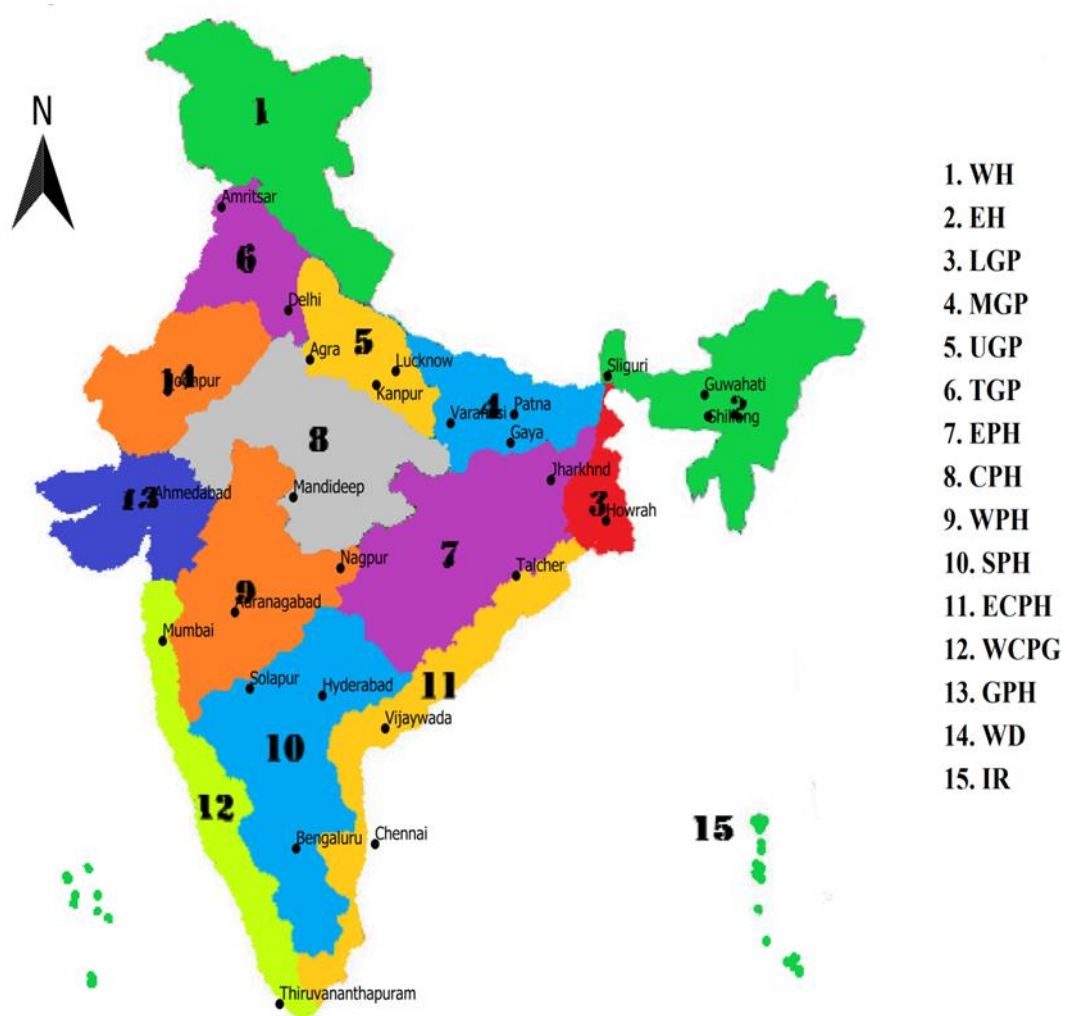 N
1
Amritsar
6
Delhi
5
Agra
Lucknow
Kanpur
Sliguri
Guwahati
2
Shillong
14
Jodhpur
4
Patna
Varanasi
Gaya
8
13
Ahmedabad
Mandideep
Jharkhnd
3
Howrah
7
Nagpur
Talcher
9
Auranagabad
Mumbai
Solapur
Hyderabad
11
Vijaywada
10
12
Bengaluru
Chennai
15
Thiruvananthapuram
1. WH
2. EH
3. LGP
4. MGP
5. UGP
6. TGP
7. EPH
8. CPH
9. WPH
10. SPH
11. ECPH
12. WCPG
13. GPH
14. WD
15. IR